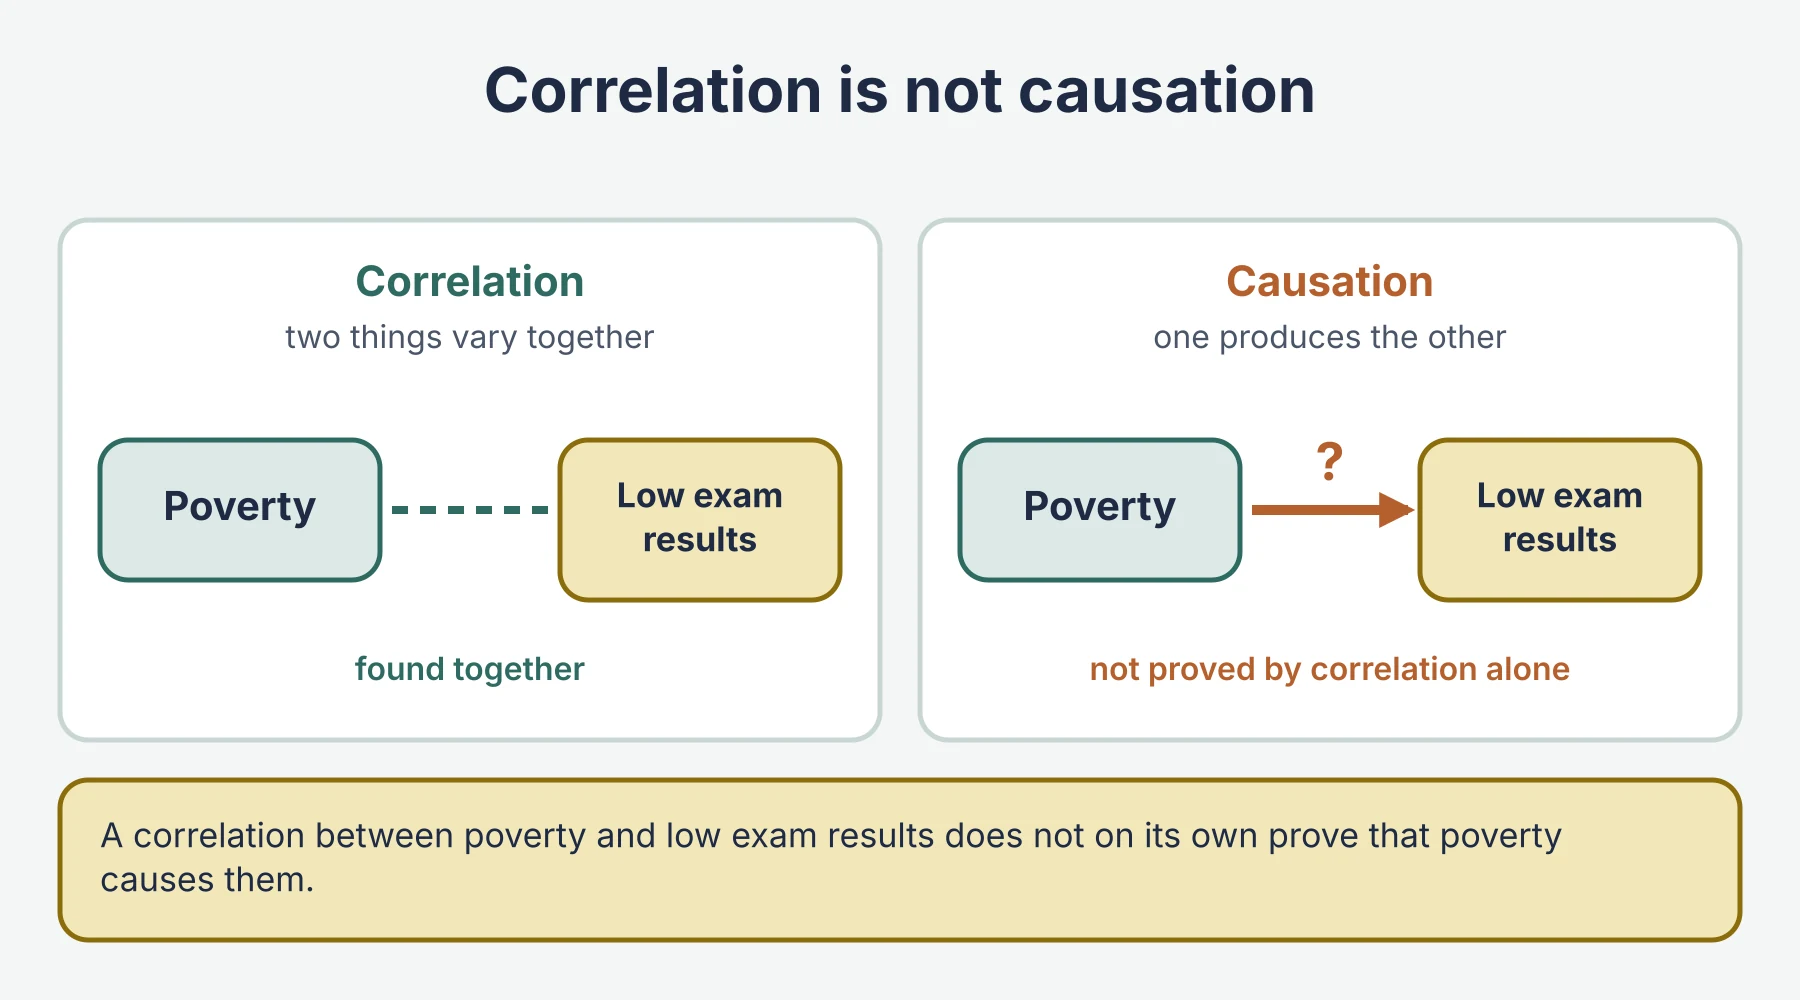 Correlation is not causation
Correlation
two things vary together
Poverty
Low exam
results
found together
Causation
one produces the other
Poverty
?
Low exam
results
not proved by correlation alone
A correlation between poverty and low exam results does not on its own prove that poverty
causes them.